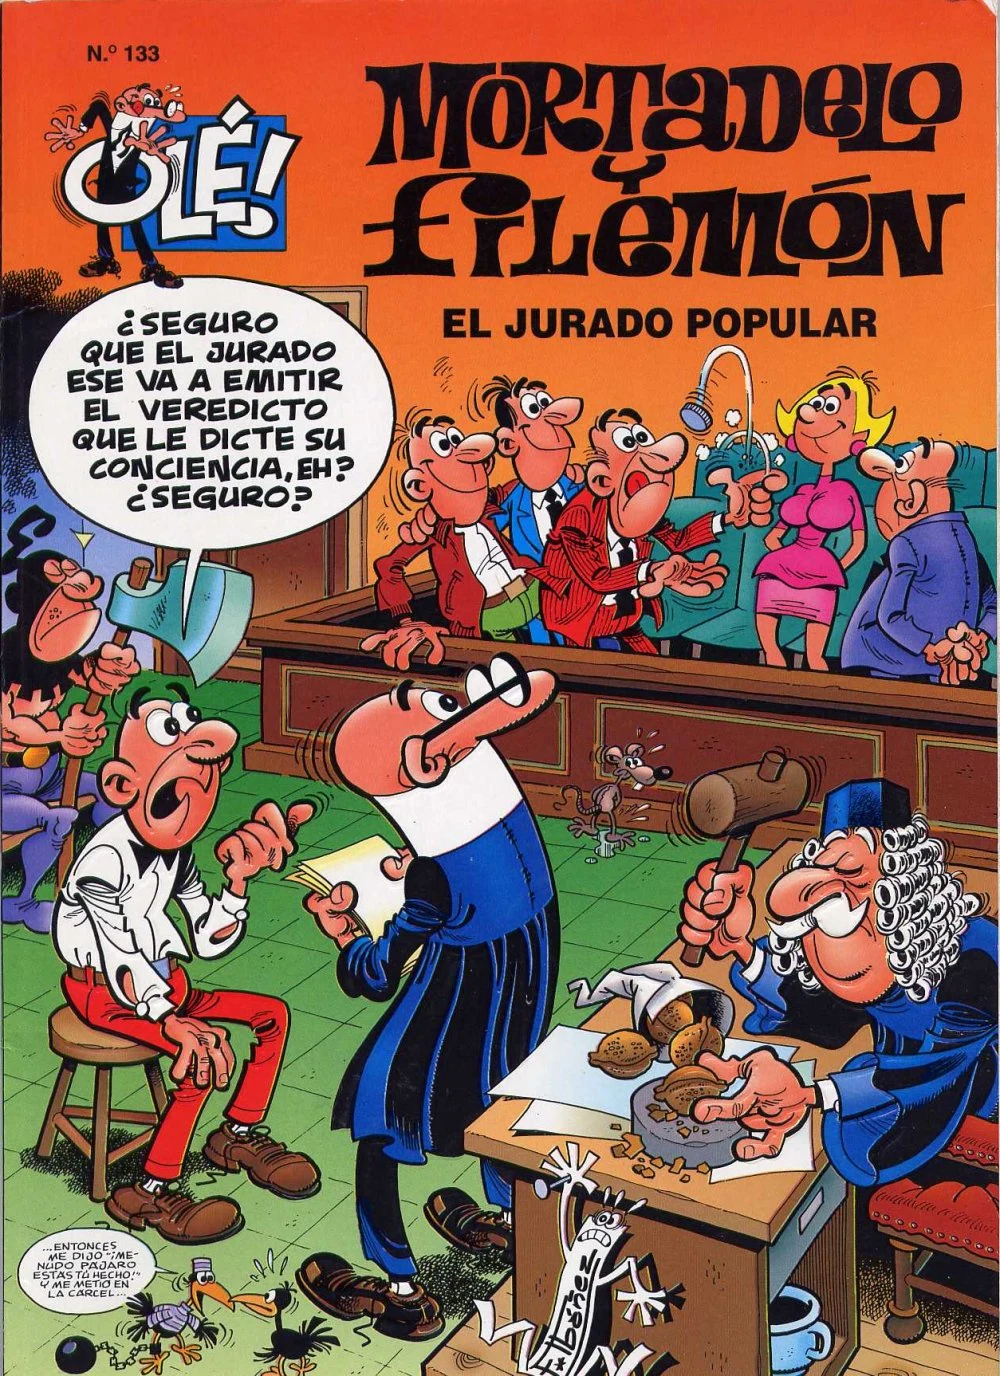 N.º 133
OLÉ!
MORTADELO
Y
FILEMÓN
EL JURADO POPULAR
¿SEGURO
QUE EL JURADO
ESE VA A EMITIR
EL VEREDICTO
QUE LE DICTE SU
CONCIENCIA, EH?
¿SEGURO?
...ENTONCES
ME DIJO "¡ME-
NUDO PÁJARO
ESTÁS TÚ HECHO!"
Y ME METIÓ EN
LA CÁRCEL...
F. Ibáñez